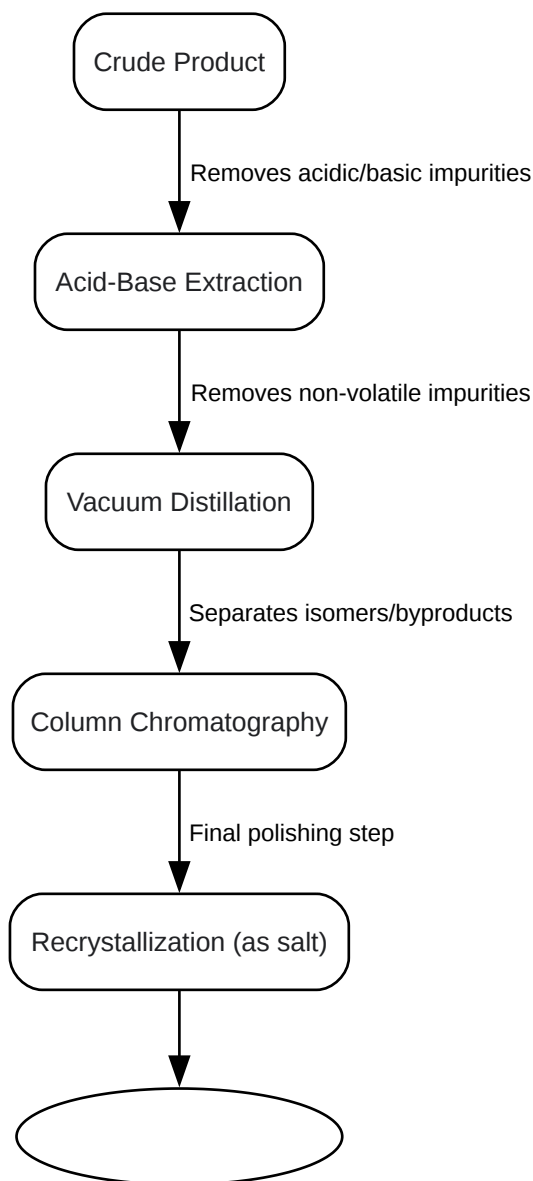 Crude Product
Removes acidic/basic impurities
Acid-Base Extraction
Removes non-volatile impurities
Vacuum Distillation
Separates isomers/byproducts
Column Chromatography
Final polishing step
Recrystallization (as salt)